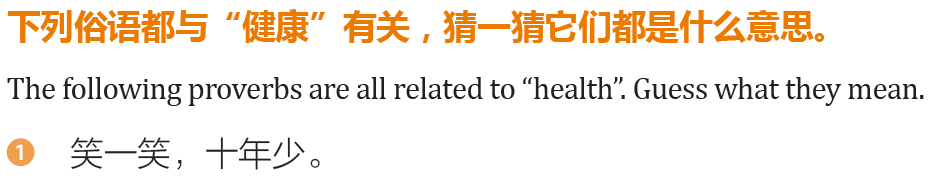 下列俗语都与“健康”有关，猜一猜它们都是什么意思。
The following proverbs are all related to “health”. Guess what they mean.
1 笑一笑，十年少。